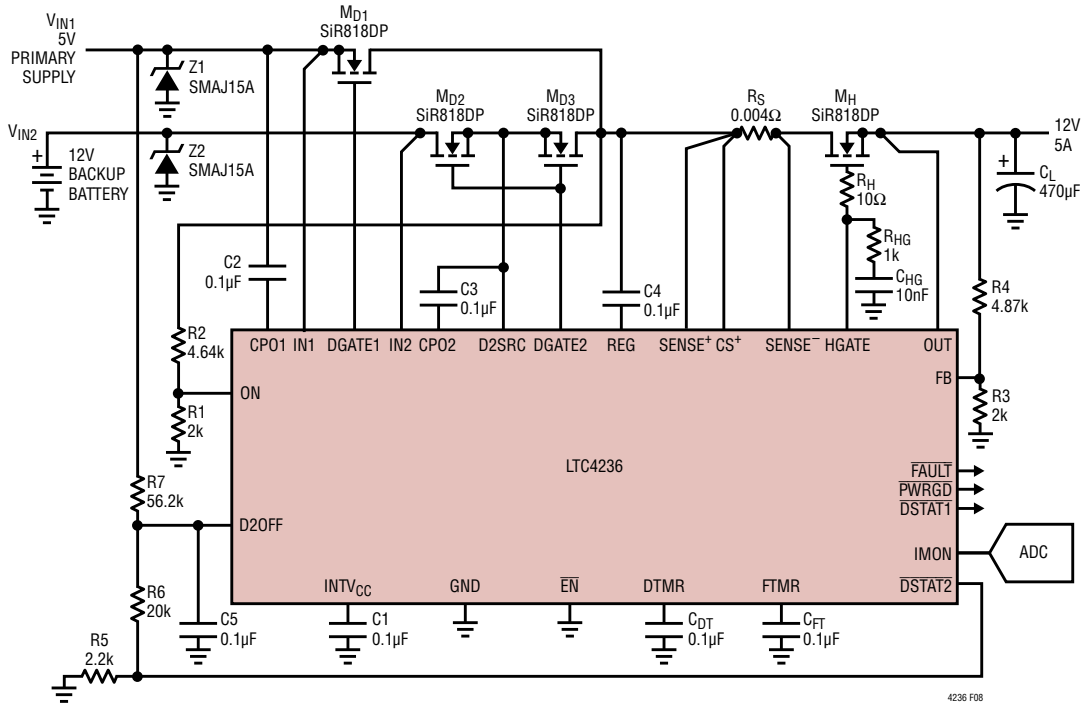 VIN1
5V
PRIMARY
SUPPLY
Z1
SMAJ15A
MD1
SiR818DP
VIN2
12V
BACKUP
BATTERY
+
Z2
SMAJ15A
MD2
SiR818DP
MD3
SiR818DP
RS
0.004Ω
MH
SiR818DP
12V
5A
+
CL
470µF
RH
10Ω
RHG
1k
CHG
10nF
C2
0.1µF
C3
0.1µF
C4
0.1µF
R4
4.87k
R2
4.64k
R1
2k
R3
2k
CPO1 IN1 DGATE1 IN2 CPO2 D2SRC DGATE2 REG SENSE+ CS+ SENSE– HGATE OUT
FB
ON
LTC4236
FAULT
PWRGD
DSTAT1
R7
56.2k
D2OFF
IMON
ADC
DSTAT2
INTVCC GND EN DTMR FTMR
R6
20k
C5
0.1µF
C1
0.1µF
CDT
0.1µF
CFT
0.1µF
R5
2.2k
4236 F08